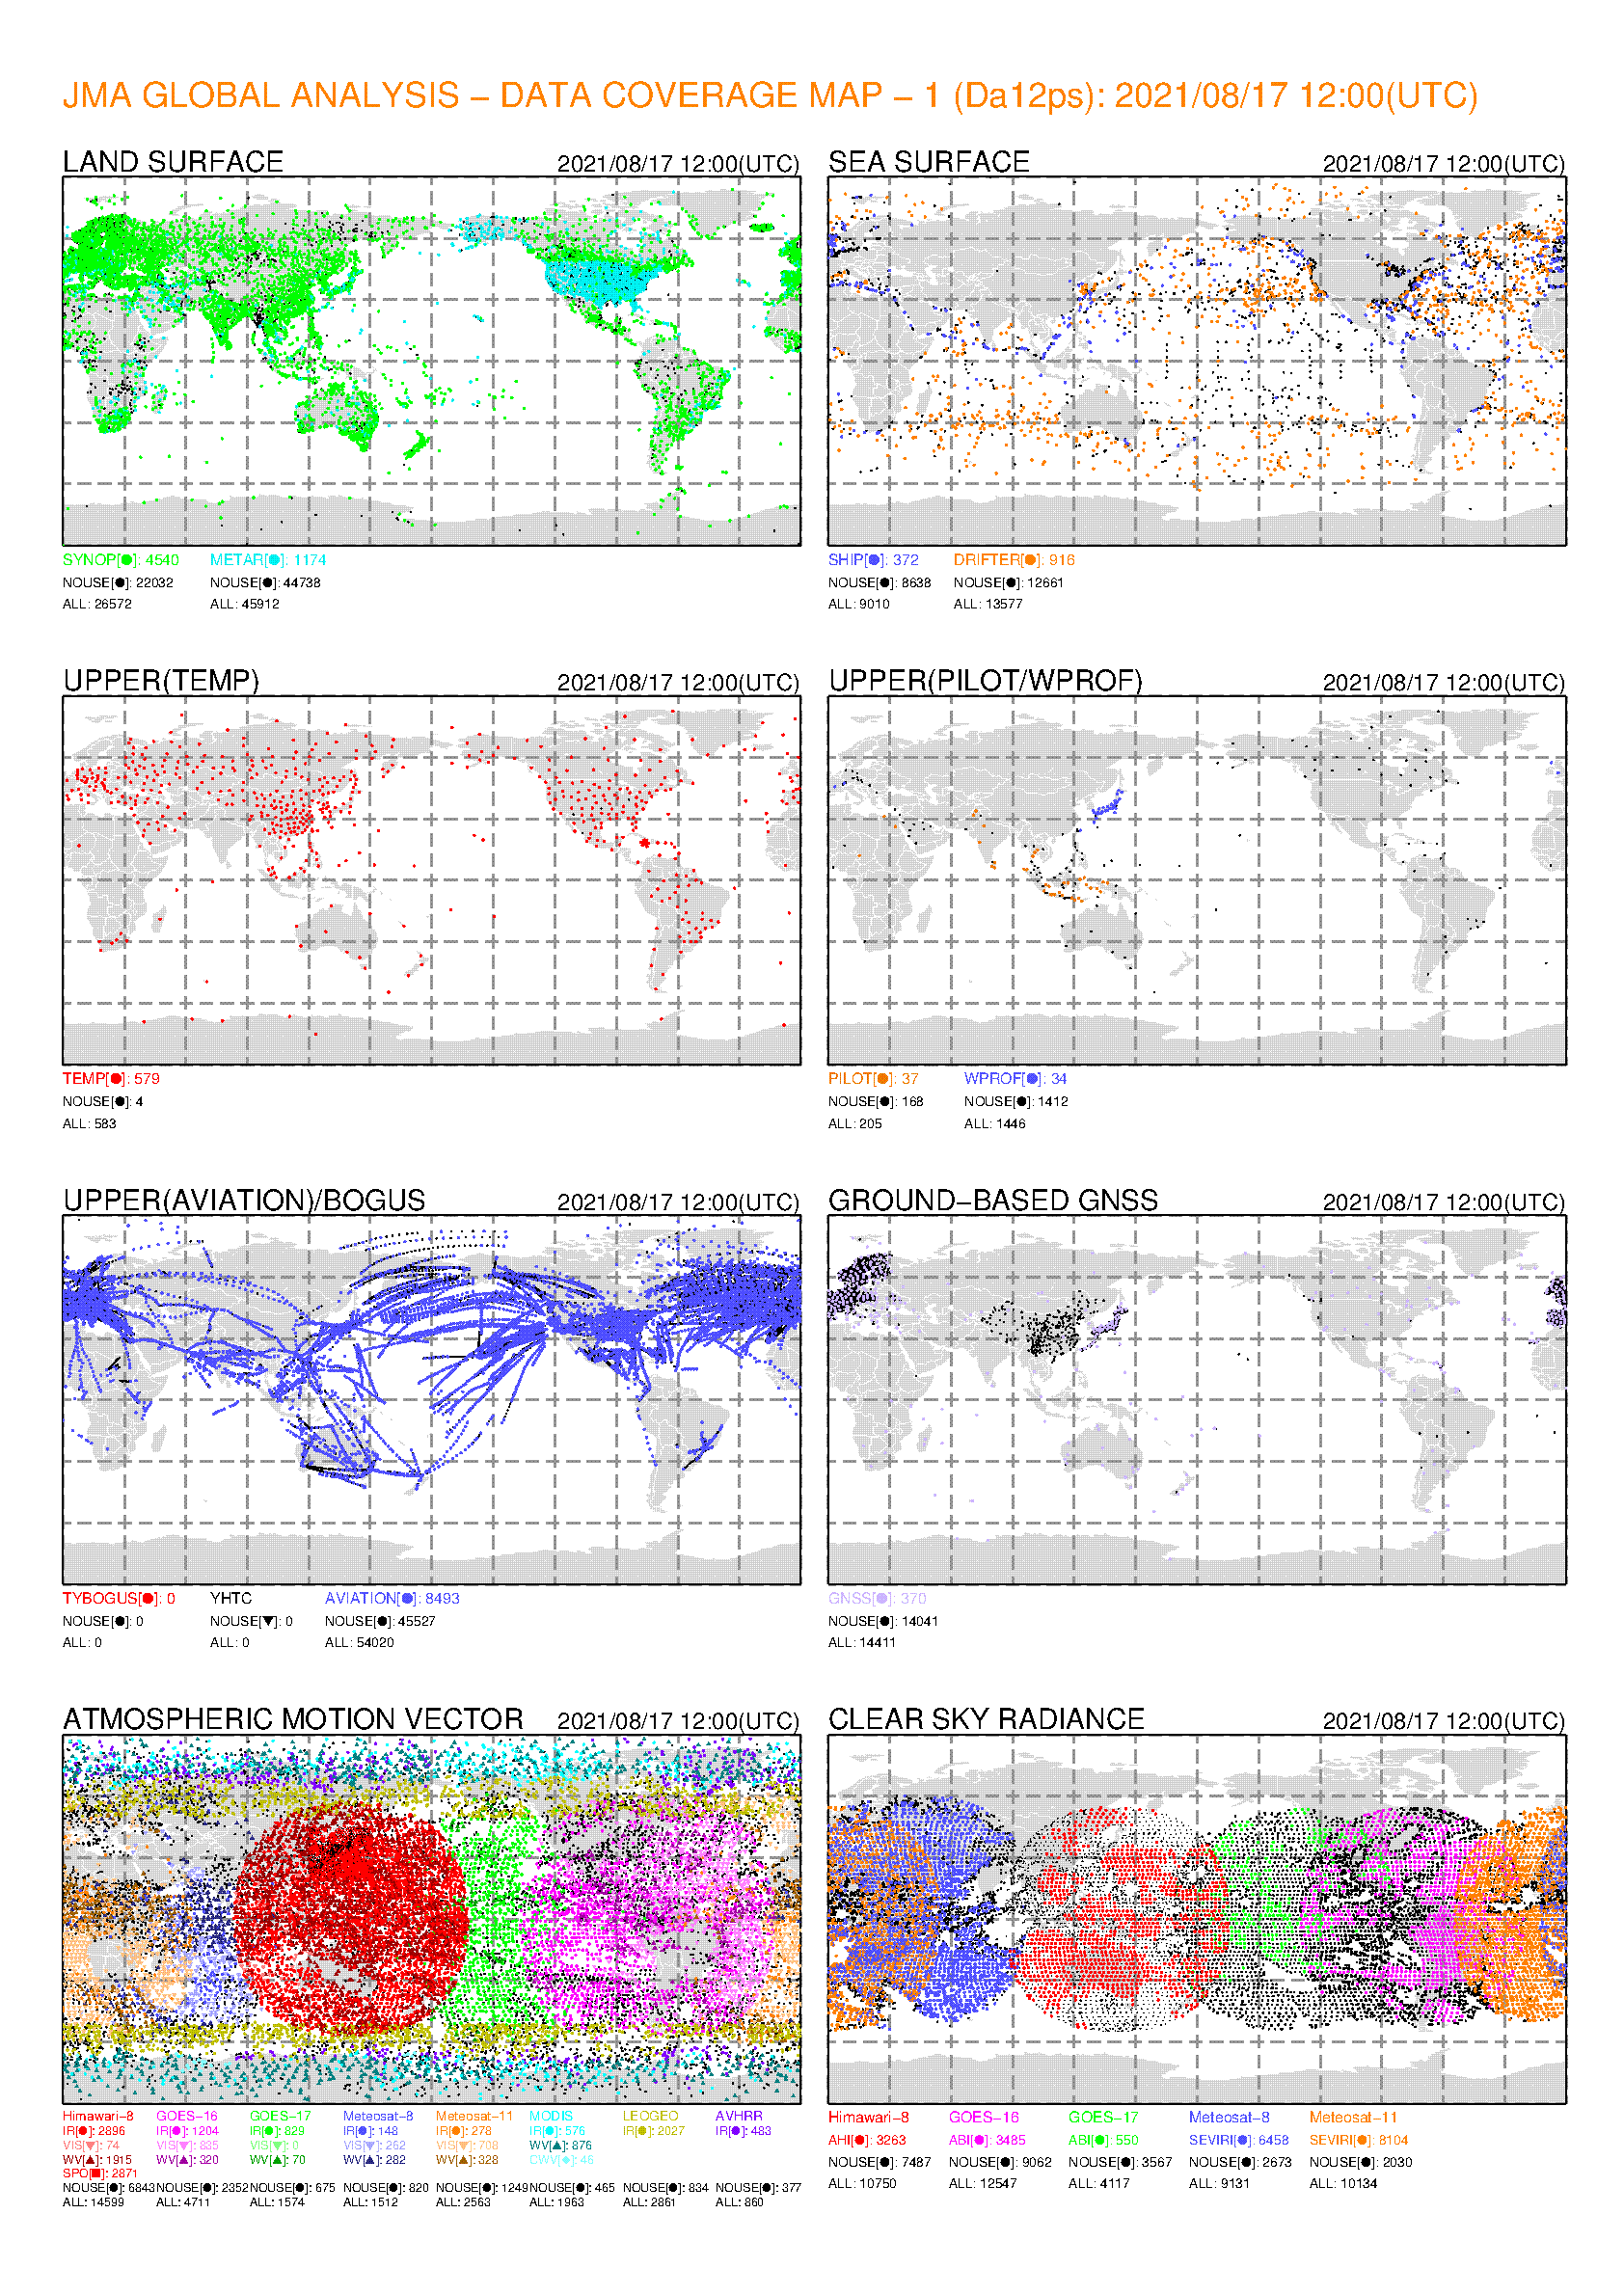 JMA GLOBAL ANALYSIS – DATA COVERAGE MAP – 1 (Da12ps): 2021/08/17 12:00(UTC)
LAND SURFACE 2021/08/17 12:00(UTC)
SYNOP[●]: 4540 METAR[●]: 1174
NOUSE[●]: 22032 NOUSE[●]: 44738
ALL: 26572 ALL: 45912
SEA SURFACE 2021/08/17 12:00(UTC)
SHIP[●]: 372 DRIFTER[●]: 916
NOUSE[●]: 8638 NOUSE[●]: 12661
ALL: 9010 ALL: 13577
UPPER(TEMP) 2021/08/17 12:00(UTC)
TEMP[●]: 579
NOUSE[●]: 4
ALL: 583
UPPER(PILOT/WPROF) 2021/08/17 12:00(UTC)
PILOT[●]: 37 WPROF[●]: 34
NOUSE[●]: 168 NOUSE[●]: 1412
ALL: 205 ALL: 1446
UPPER(AVIATION)/BOGUS 2021/08/17 12:00(UTC)
TYBOGUS[●]: 0 YHTC AVIATION[●]: 8493
NOUSE[●]: 0 NOUSE[▼]: 0 NOUSE[●]: 45527
ALL: 0 ALL: 0 ALL: 54020
GROUND–BASED GNSS 2021/08/17 12:00(UTC)
GNSS[●]: 370
NOUSE[●]: 14041
ALL: 14411
ATMOSPHERIC MOTION VECTOR 2021/08/17 12:00(UTC)
Himawari–8 GOES–16 GOES–17 Meteosat–8 Meteosat–11 MODIS LEOGEO AVHRR
IR[●]: 2896 IR[●]: 1204 IR[●]: 829 IR[●]: 148 IR[●]: 278 IR[●]: 576 IR[●]: 2027 IR[●]: 483
VIS[▼]: 74 VIS[▼]: 835 VIS[▼]: 0 VIS[▼]: 262 VIS[▼]: 708 WV[▲]: 876
WV[▲]: 1915 WV[▲]: 320 WV[▲]: 70 WV[▲]: 282 WV[▲]: 328 CWV[◆]: 46
SPO[■]: 2871
NOUSE[●]: 6843 NOUSE[●]: 2352 NOUSE[●]: 675 NOUSE[●]: 820 NOUSE[●]: 1249 NOUSE[●]: 465 NOUSE[●]: 834 NOUSE[●]: 377
ALL: 14599 ALL: 4711 ALL: 1574 ALL: 1512 ALL: 2563 ALL: 1963 ALL: 2861 ALL: 860
CLEAR SKY RADIANCE 2021/08/17 12:00(UTC)
Himawari–8 GOES–16 GOES–17 Meteosat–8 Meteosat–11
AHI[●]: 3263 ABI[●]: 3485 ABI[●]: 550 SEVIRI[●]: 6458 SEVIRI[●]: 8104
NOUSE[●]: 7487 NOUSE[●]: 9062 NOUSE[●]: 3567 NOUSE[●]: 2673 NOUSE[●]: 2030
ALL: 10750 ALL: 12547 ALL: 4117 ALL: 9131 ALL: 10134